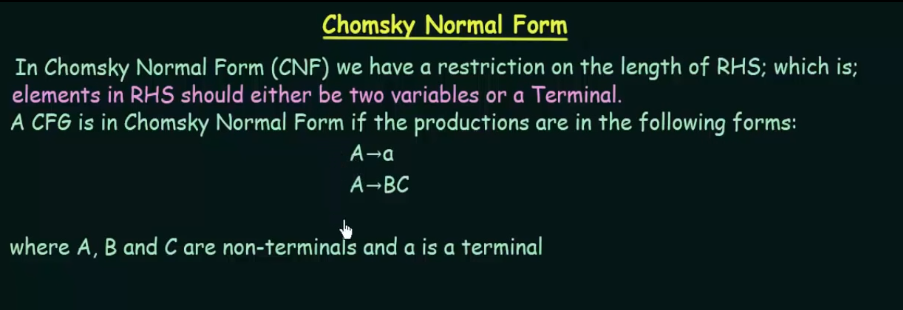 Chomsky Normal Form
In Chomsky Normal Form (CNF) we have a restriction on the length of RHS; which is;
elements in RHS should either be two variables or a Terminal.
A CFG is in Chomsky Normal Form if the productions are in the following forms:
A→a
A→BC
where A, B and C are non-terminals and a is a terminal